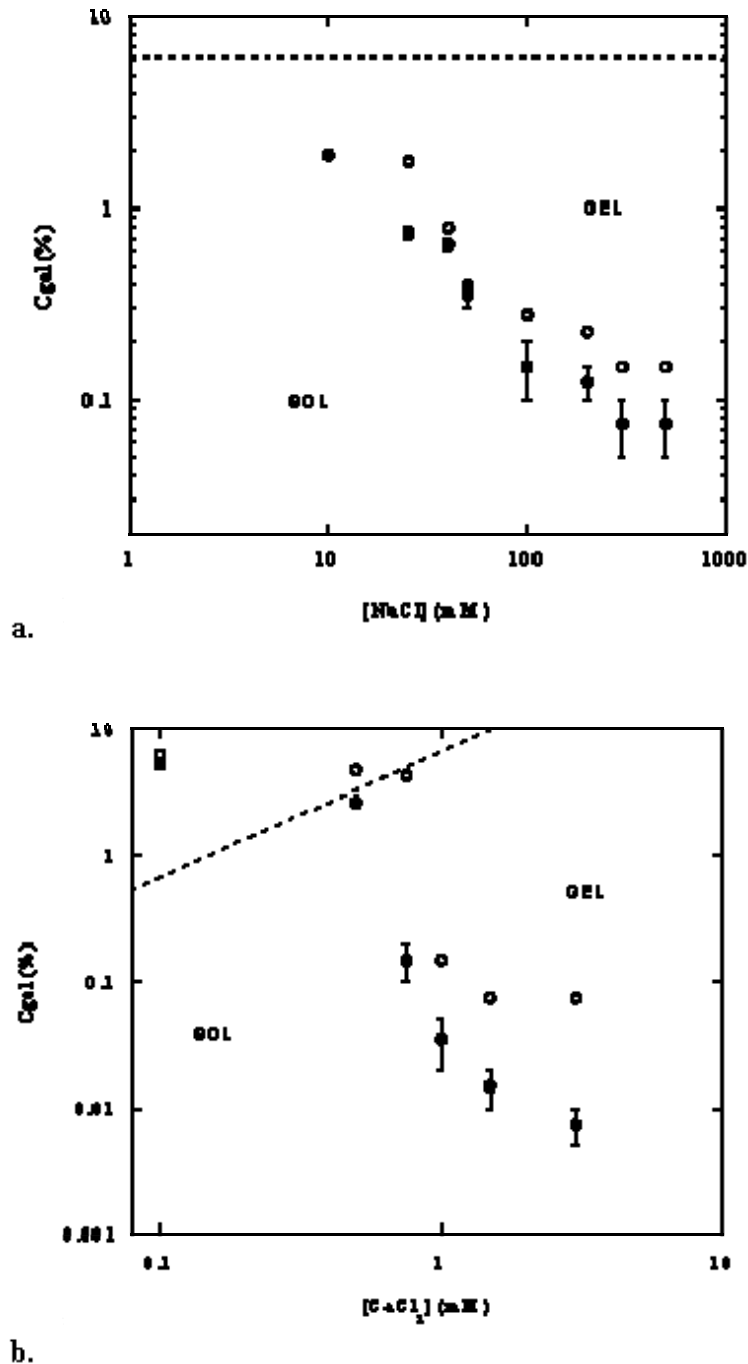 10
1
0.1
Cgel(%)
GEL
SOL
1 10 100 1000
[NaCl] (mM)
a.
10
1
0.1
0.01
0.001
Cgel(%)
GEL
SOL
0.1 1 10
[CaCl2] (mM)
b.